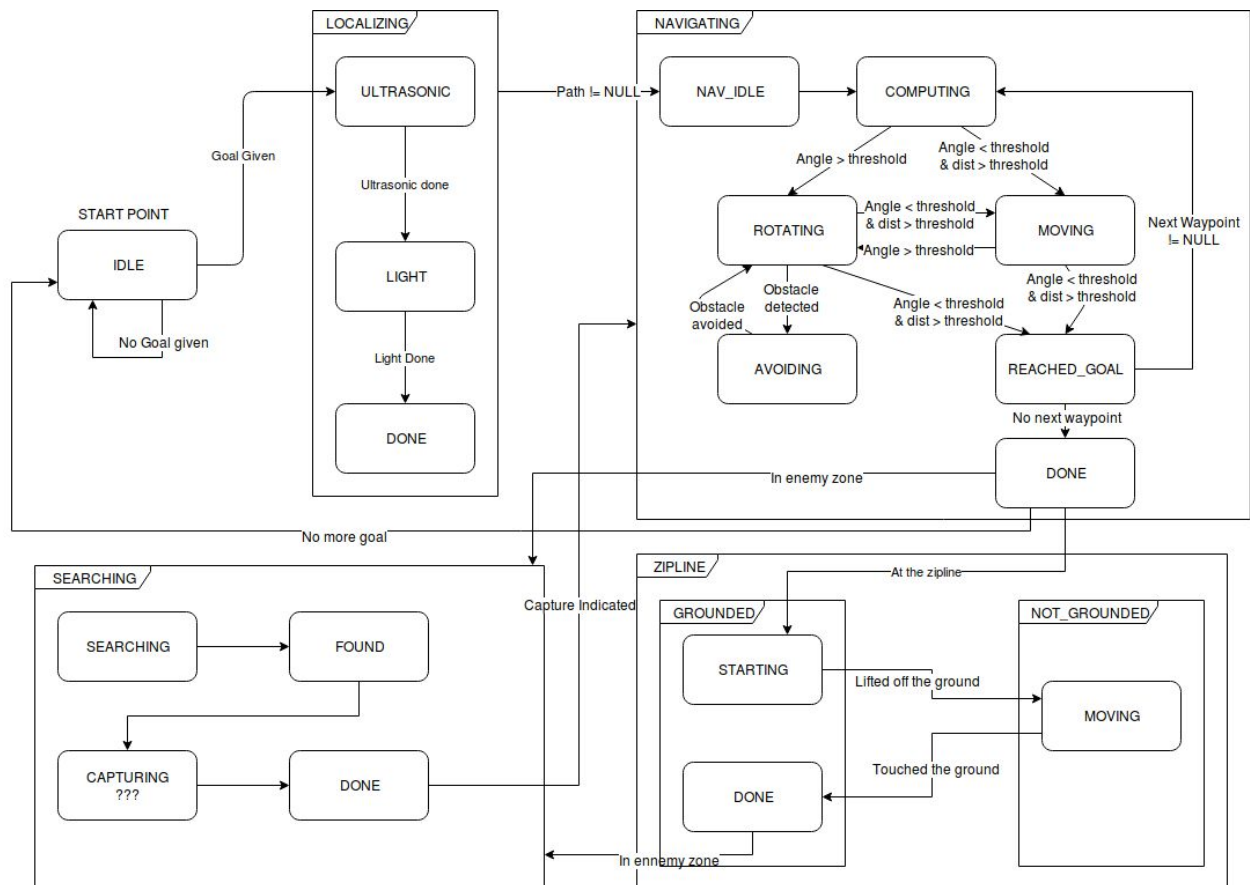 LOCALIZING
ULTRASONIC
Ultrasonic done
LIGHT
Light Done
DONE
Goal Given
START POINT
IDLE
No Goal given
Path != NULL
NAVIGATING
NAV_IDLE
COMPUTING
Angle > threshold
Angle < threshold
& dist > threshold
ROTATING
Angle < threshold
& dist > threshold
Angle > threshold
MOVING
Next Waypoint
!= NULL
Obstacle
avoided
Obstacle
detected
Angle < threshold
& dist > threshold
Angle < threshold
& dist > threshold
AVOIDING
REACHED_GOAL
No next waypoint
DONE
In enemy zone
No more goal
SEARCHING
SEARCHING
FOUND
CAPTURING
???
DONE
Capture Indicated
ZIPLINE
At the zipline
GROUNDED
STARTING
Lifted off the ground
NOT_GROUNDED
MOVING
Touched the ground
DONE
In ennemy zone